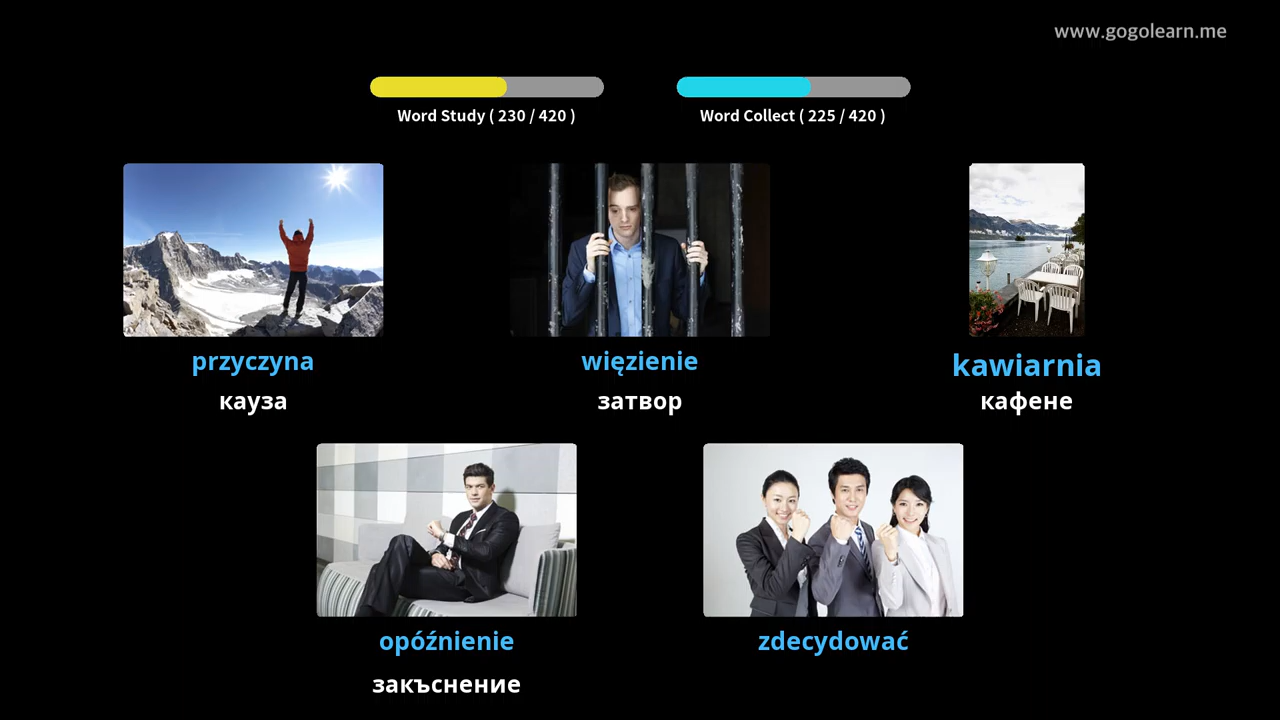 www.gogolearn.me
Word Study ( 230 / 420 )
Word Collect ( 225 / 420 )
przyczyna
więzienie
kawiarnia
кауза
затвор
кафене
opóźnienie
zdecydować
закъснение